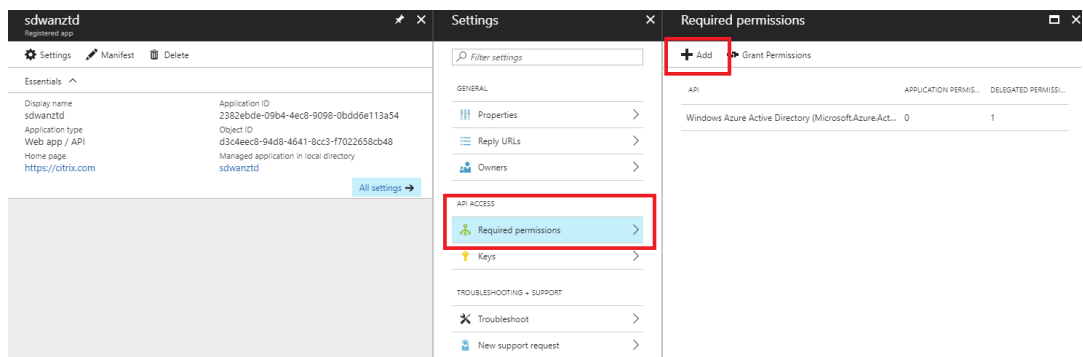 sdwanztd
Registered app
Settings Manifest Delete
Essentials
Display name
sdwanztd
Application type
Web app / API
Home page
https://citrix.com
Application ID
2382ebde-09b4-4ec8-9098-0bdd6e113a54
Object ID
d3c4eec8-94d8-4641-8cc3-f7022658cb48
Managed application in local directory
sdwanztd
All settings
Settings
Filter settings
GENERAL
Properties
Reply URLs
Owners
API ACCESS
Required permissions
Keys
TROUBLESHOOTING + SUPPORT
Troubleshoot
New support request
Required permissions
Add Grant Permissions
API APPLICATION PERMIS... DELEGATED PERMISSI...
Windows Azure Active Directory (Microsoft.Azure.Act... 0 1